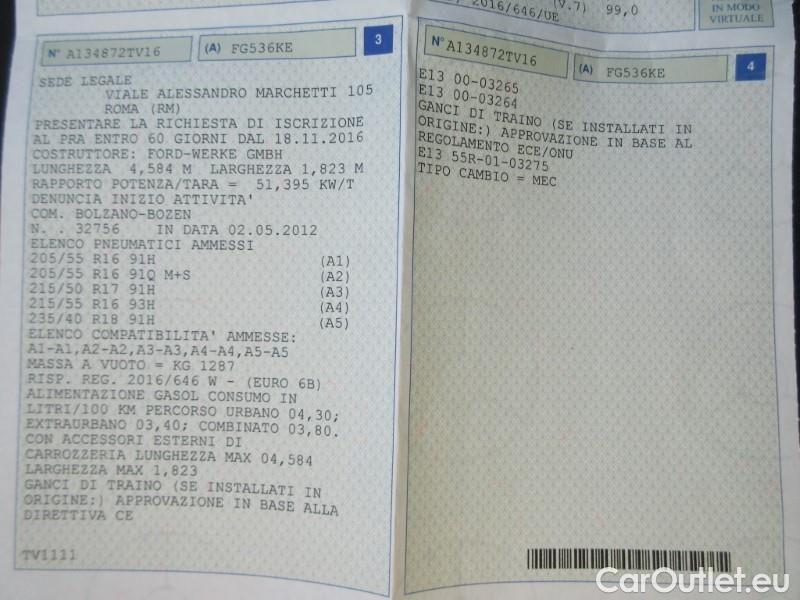 2016/646/UE (V.7) 99,0
IN MODO
VIRTUALE
N° A134872TV16 (A) FG536KE 3
SEDE LEGALE
VIALE ALESSANDRO MARCHETTI 105
ROMA (RM)
PRESENTARE LA RICHIESTA DI ISCRIZIONE
AL PRA ENTRO 60 GIORNI DAL 18.11.2016
COSTRUTTORE: FORD-WERKE GMBH
LUNGHEZZA 4,584 M LARGHEZZA 1,823 M
RAPPORTO POTENZA/TARA = 51,395 KW/T
DENUNCIA INIZIO ATTIVITA'
COM. BOLZANO-BOZEN
N. . 32756 IN DATA 02.05.2012
ELENCO PNEUMATICI AMMESSI
205/55 R16 91H (A1)
205/55 R16 91Q M+S (A2)
215/50 R17 91H (A3)
215/55 R16 93H (A4)
235/40 R18 91H (A5)
ELENCO COMPATIBILITA' AMMESSE:
A1-A1,A2-A2,A3-A3,A4-A4,A5-A5
MASSA A VUOTO = KG 1287
RISP. REG. 2016/646 W - (EURO 6B)
ALIMENTAZIONE GASOL CONSUMO IN
LITRI/100 KM PERCORSO URBANO 04,30;
EXTRAURBANO 03,40; COMBINATO 03,80.
CON ACCESSORI ESTERNI DI
CARROZZERIA LUNGHEZZA MAX 04,584
LARGHEZZA MAX 1,823
GANCI DI TRAINO (SE INSTALLATI IN
ORIGINE:) APPROVAZIONE IN BASE ALLA
DIRETTIVA CE
TV1111
N° A134872TV16 (A) FG536KE 4
E13 00-03265
E13 00-03264
GANCI DI TRAINO (SE INSTALLATI IN
ORIGINE:) APPROVAZIONE IN BASE AL
REGOLAMENTO ECE/ONU
E13 55R-01-03275
TIPO CAMBIO = MEC
CarOutlet.eu